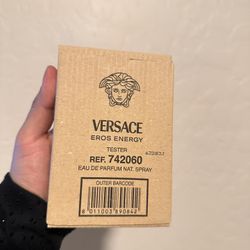 VERSACE
EROS ENERGY
TESTER
REF. 742060
EAU DE PARFUM NAT. SPRAY
OUTER BARCODE
8 011003 890842